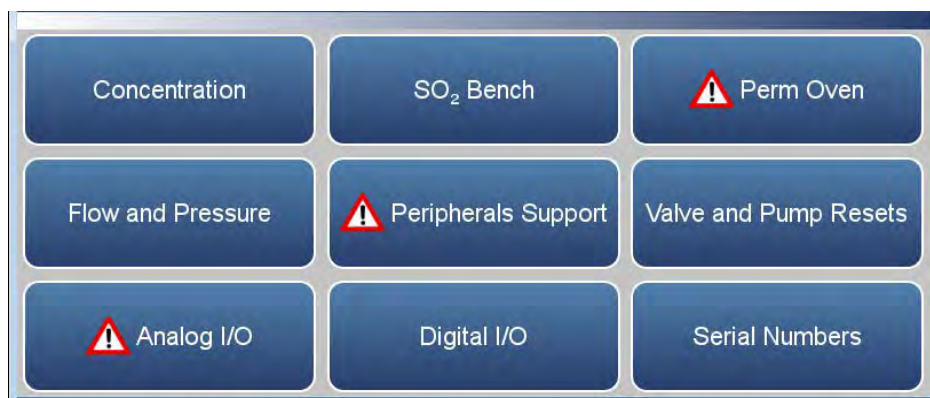 Concentration
SO₂ Bench
Perm Oven
Flow and Pressure
Peripherals Support
Valve and Pump Resets
Analog I/O
Digital I/O
Serial Numbers